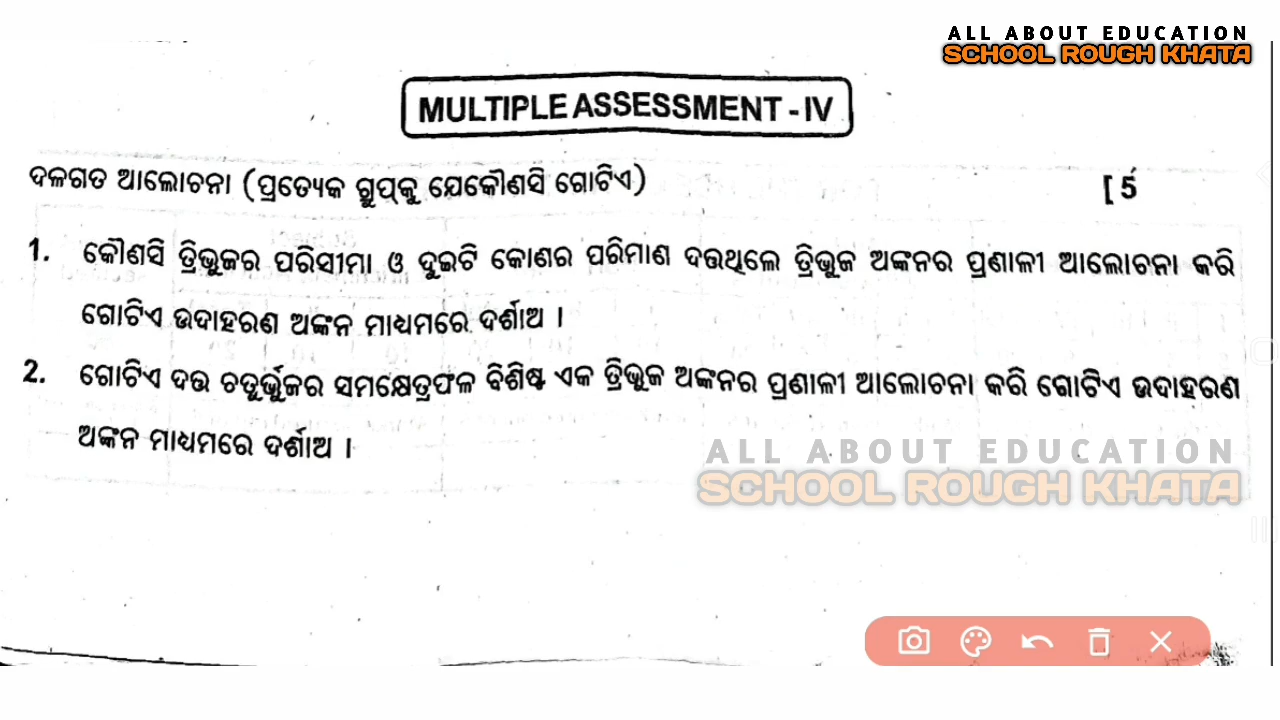 ALL ABOUT EDUCATION
SCHOOL ROUGH KHATA
MULTIPLE ASSESSMENT - IV
ଦଳଗତ ଆଲୋଚନା (ପ୍ରତ୍ୟେକ ଗ୍ରୁପ୍‌କୁ ଯେକୌଣସି ଗୋଟିଏ) [ 5
1. କୌଣସି ତ୍ରିଭୁଜର ପରିସୀମା ଓ ଦୁଇଟି କୋଣର ପରିମାଣ ଦତ୍ତଥିଲେ ତ୍ରିଭୁଜ ଅଙ୍କନର ପ୍ରଣାଳୀ ଆଲୋଚନା କରି
ଗୋଟିଏ ଉଦାହରଣ ଅଙ୍କନ ମାଧ୍ୟମରେ ଦର୍ଶାଅ ।
2. ଗୋଟିଏ ଦତ୍ତ ଚତୁର୍ଭୁଜର ସମକ୍ଷେତ୍ରଫଳ ବିଶିଷ୍ଟ ଏକ ତ୍ରିଭୁଜ ଅଙ୍କନର ପ୍ରଣାଳୀ ଆଲୋଚନା କରି ଗୋଟିଏ ଉଦାହରଣ
ଅଙ୍କନ ମାଧ୍ୟମରେ ଦର୍ଶାଅ ।
ALL ABOUT EDUCATION
SCHOOL ROUGH KHATA